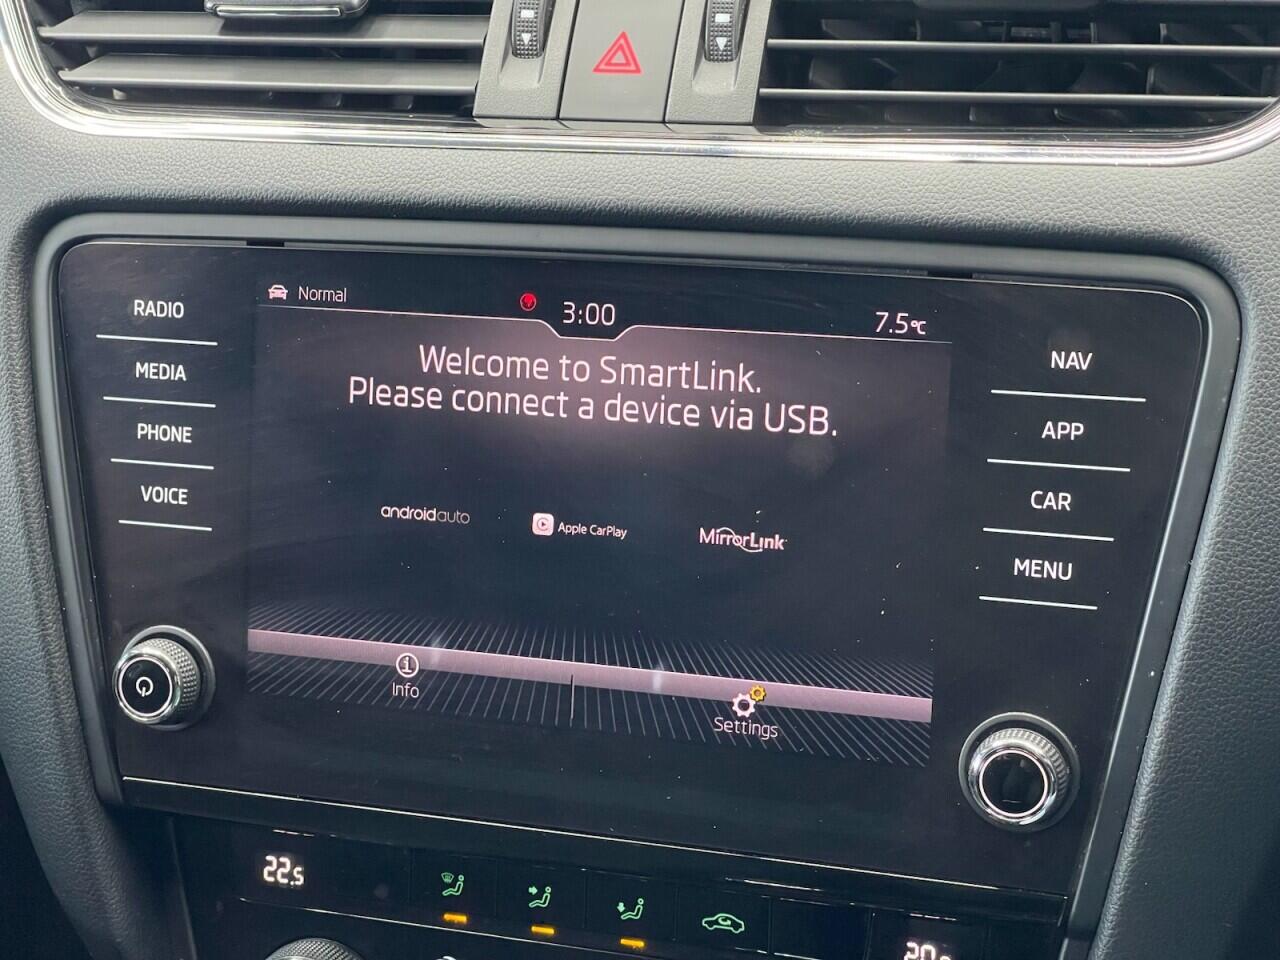 Normal
3:00
7.5°C
Welcome to SmartLink.
Please connect a device via USB.
androidauto
Apple CarPlay
MirrorLink
Info
Settings
RADIO
MEDIA
PHONE
VOICE
NAV
APP
CAR
MENU
22.5